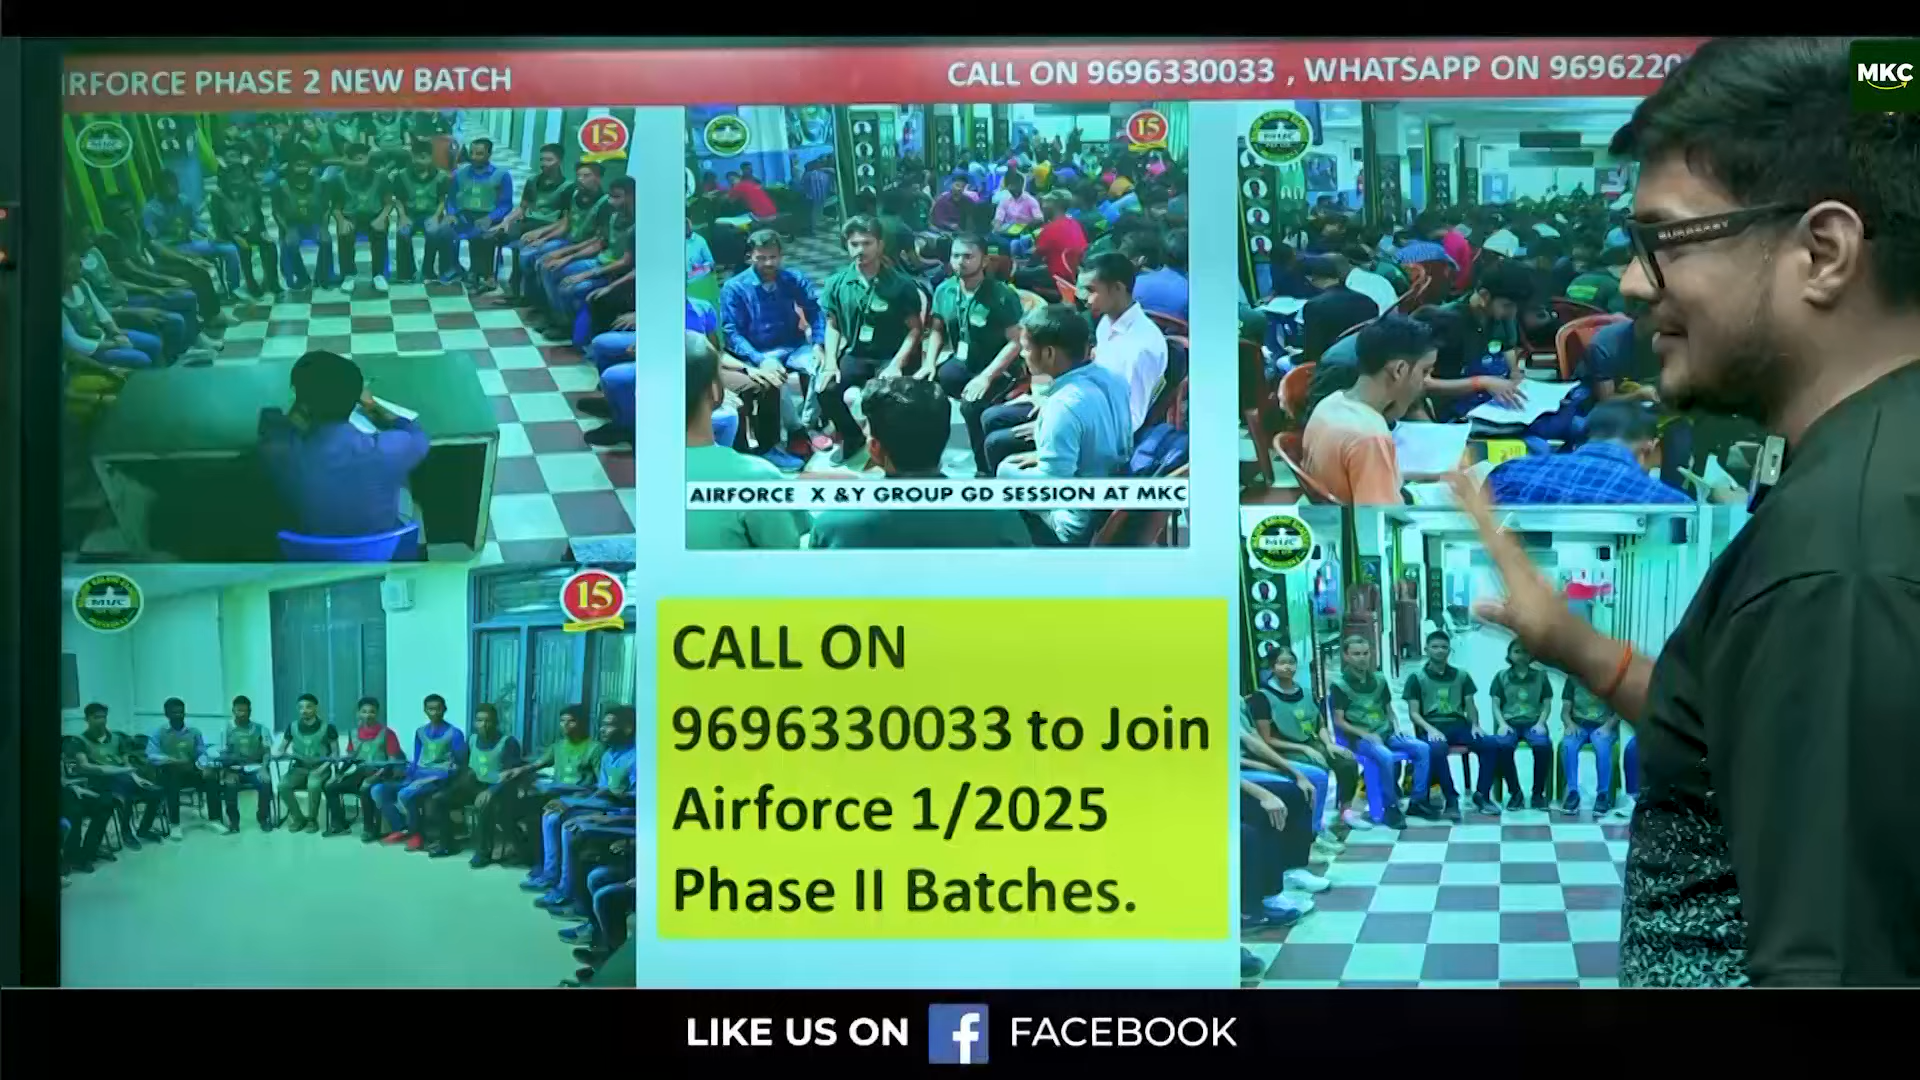 IRFORCE PHASE 2 NEW BATCH
CALL ON 9696330033 , WHATSAPP ON 9696220
MKC
15
15
AIRFORCE X &Y GROUP GD SESSION AT MKC
15
CALL ON
9696330033 to Join
Airforce 1/2025
Phase II Batches.
LIKE US ON f FACEBOOK